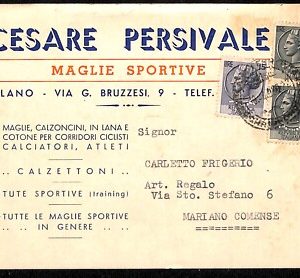 CESARE PERSIVALE
MAGLIE SPORTIVE
LANO - VIA G. BRUZZESI, 9 - TELEF.
MAGLIE, CALZONCINI, IN LANA E
COTONE PER CORRIDORI CICLISTI
CALCIATORI, ATLETI
.. CALZETTONI ..
TUTE SPORTIVE (training)
TUTTE LE MAGLIE SPORTIVE
.. IN GENERE ..
Signor
CARLETTO FRIGERIO
Art. Regalo
Via Sto. Stefano 6
MARIANO COMENSE
==========